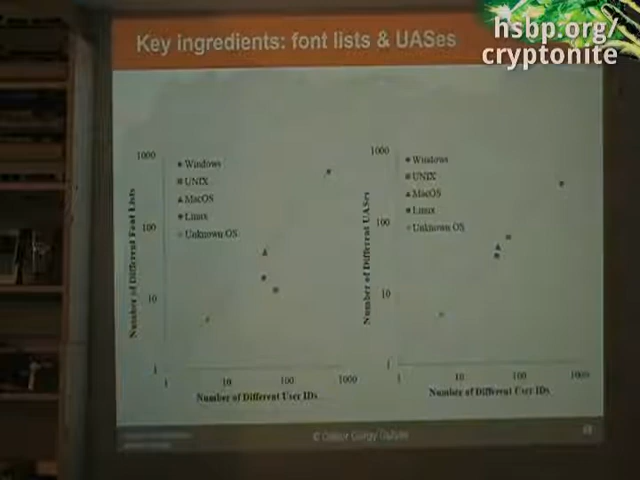 hsbp.org/
cryptonite
Key ingredients: font lists & UASes
1000
100
10
1
Number of Different Font Lists
Windows
UNIX
MacOS
Linux
Unknown OS
1
10
100
1000
Number of Different User IDs
1000
100
10
1
Number of Different UASes
Windows
UNIX
MacOS
Linux
Unknown OS
1
10
100
1000
Number of Different User IDs